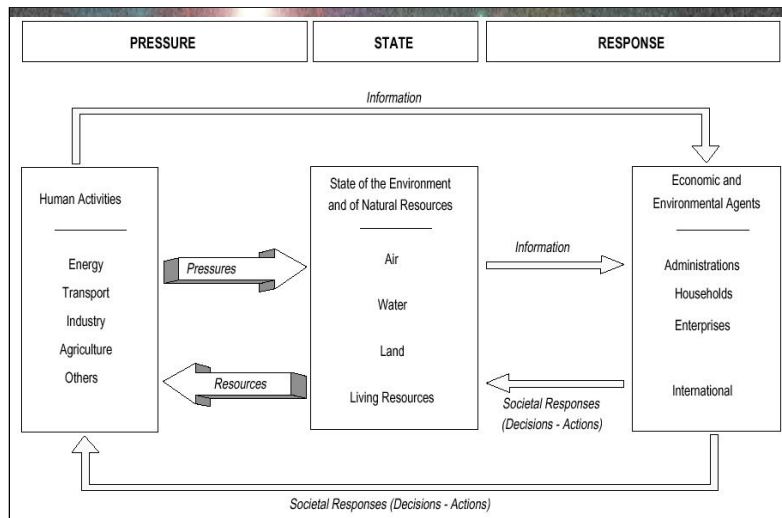 PRESSURE
STATE
RESPONSE
Information
Human Activities
Energy
Transport
Industry
Agriculture
Others
Pressures
Resources
State of the Environment
and of Natural Resources
Air
Water
Land
Living Resources
Information
Societal Responses
(Decisions - Actions)
Economic and
Environmental Agents
Administrations
Households
Enterprises
International
Societal Responses (Decisions - Actions)